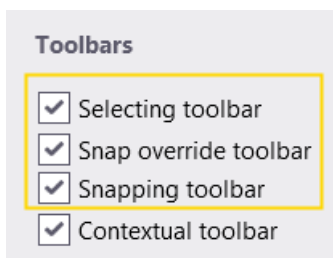 Toolbars
Selecting toolbar
Snap override toolbar
Snapping toolbar
Contextual toolbar